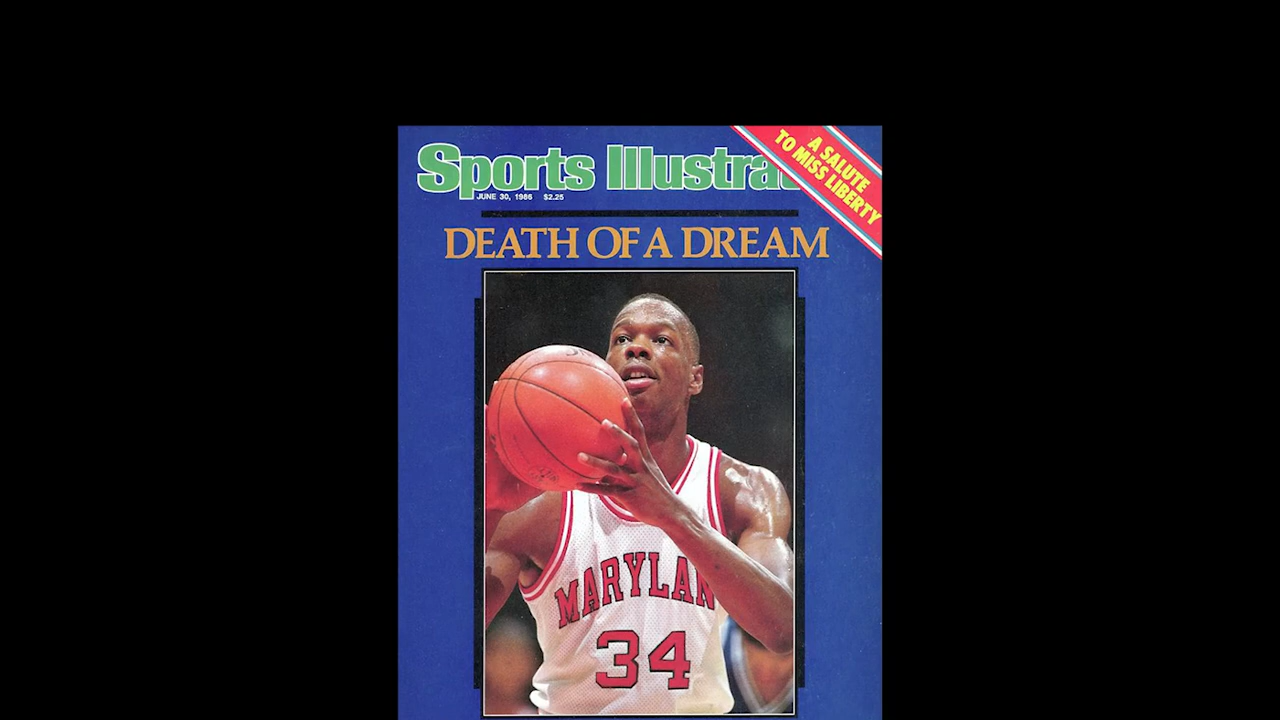 Sports Illustrat
A SALUTE
TO MISS LIBERTY
JUNE 30, 1986 $2.25
DEATH OF A DREAM
MARYLAN
34